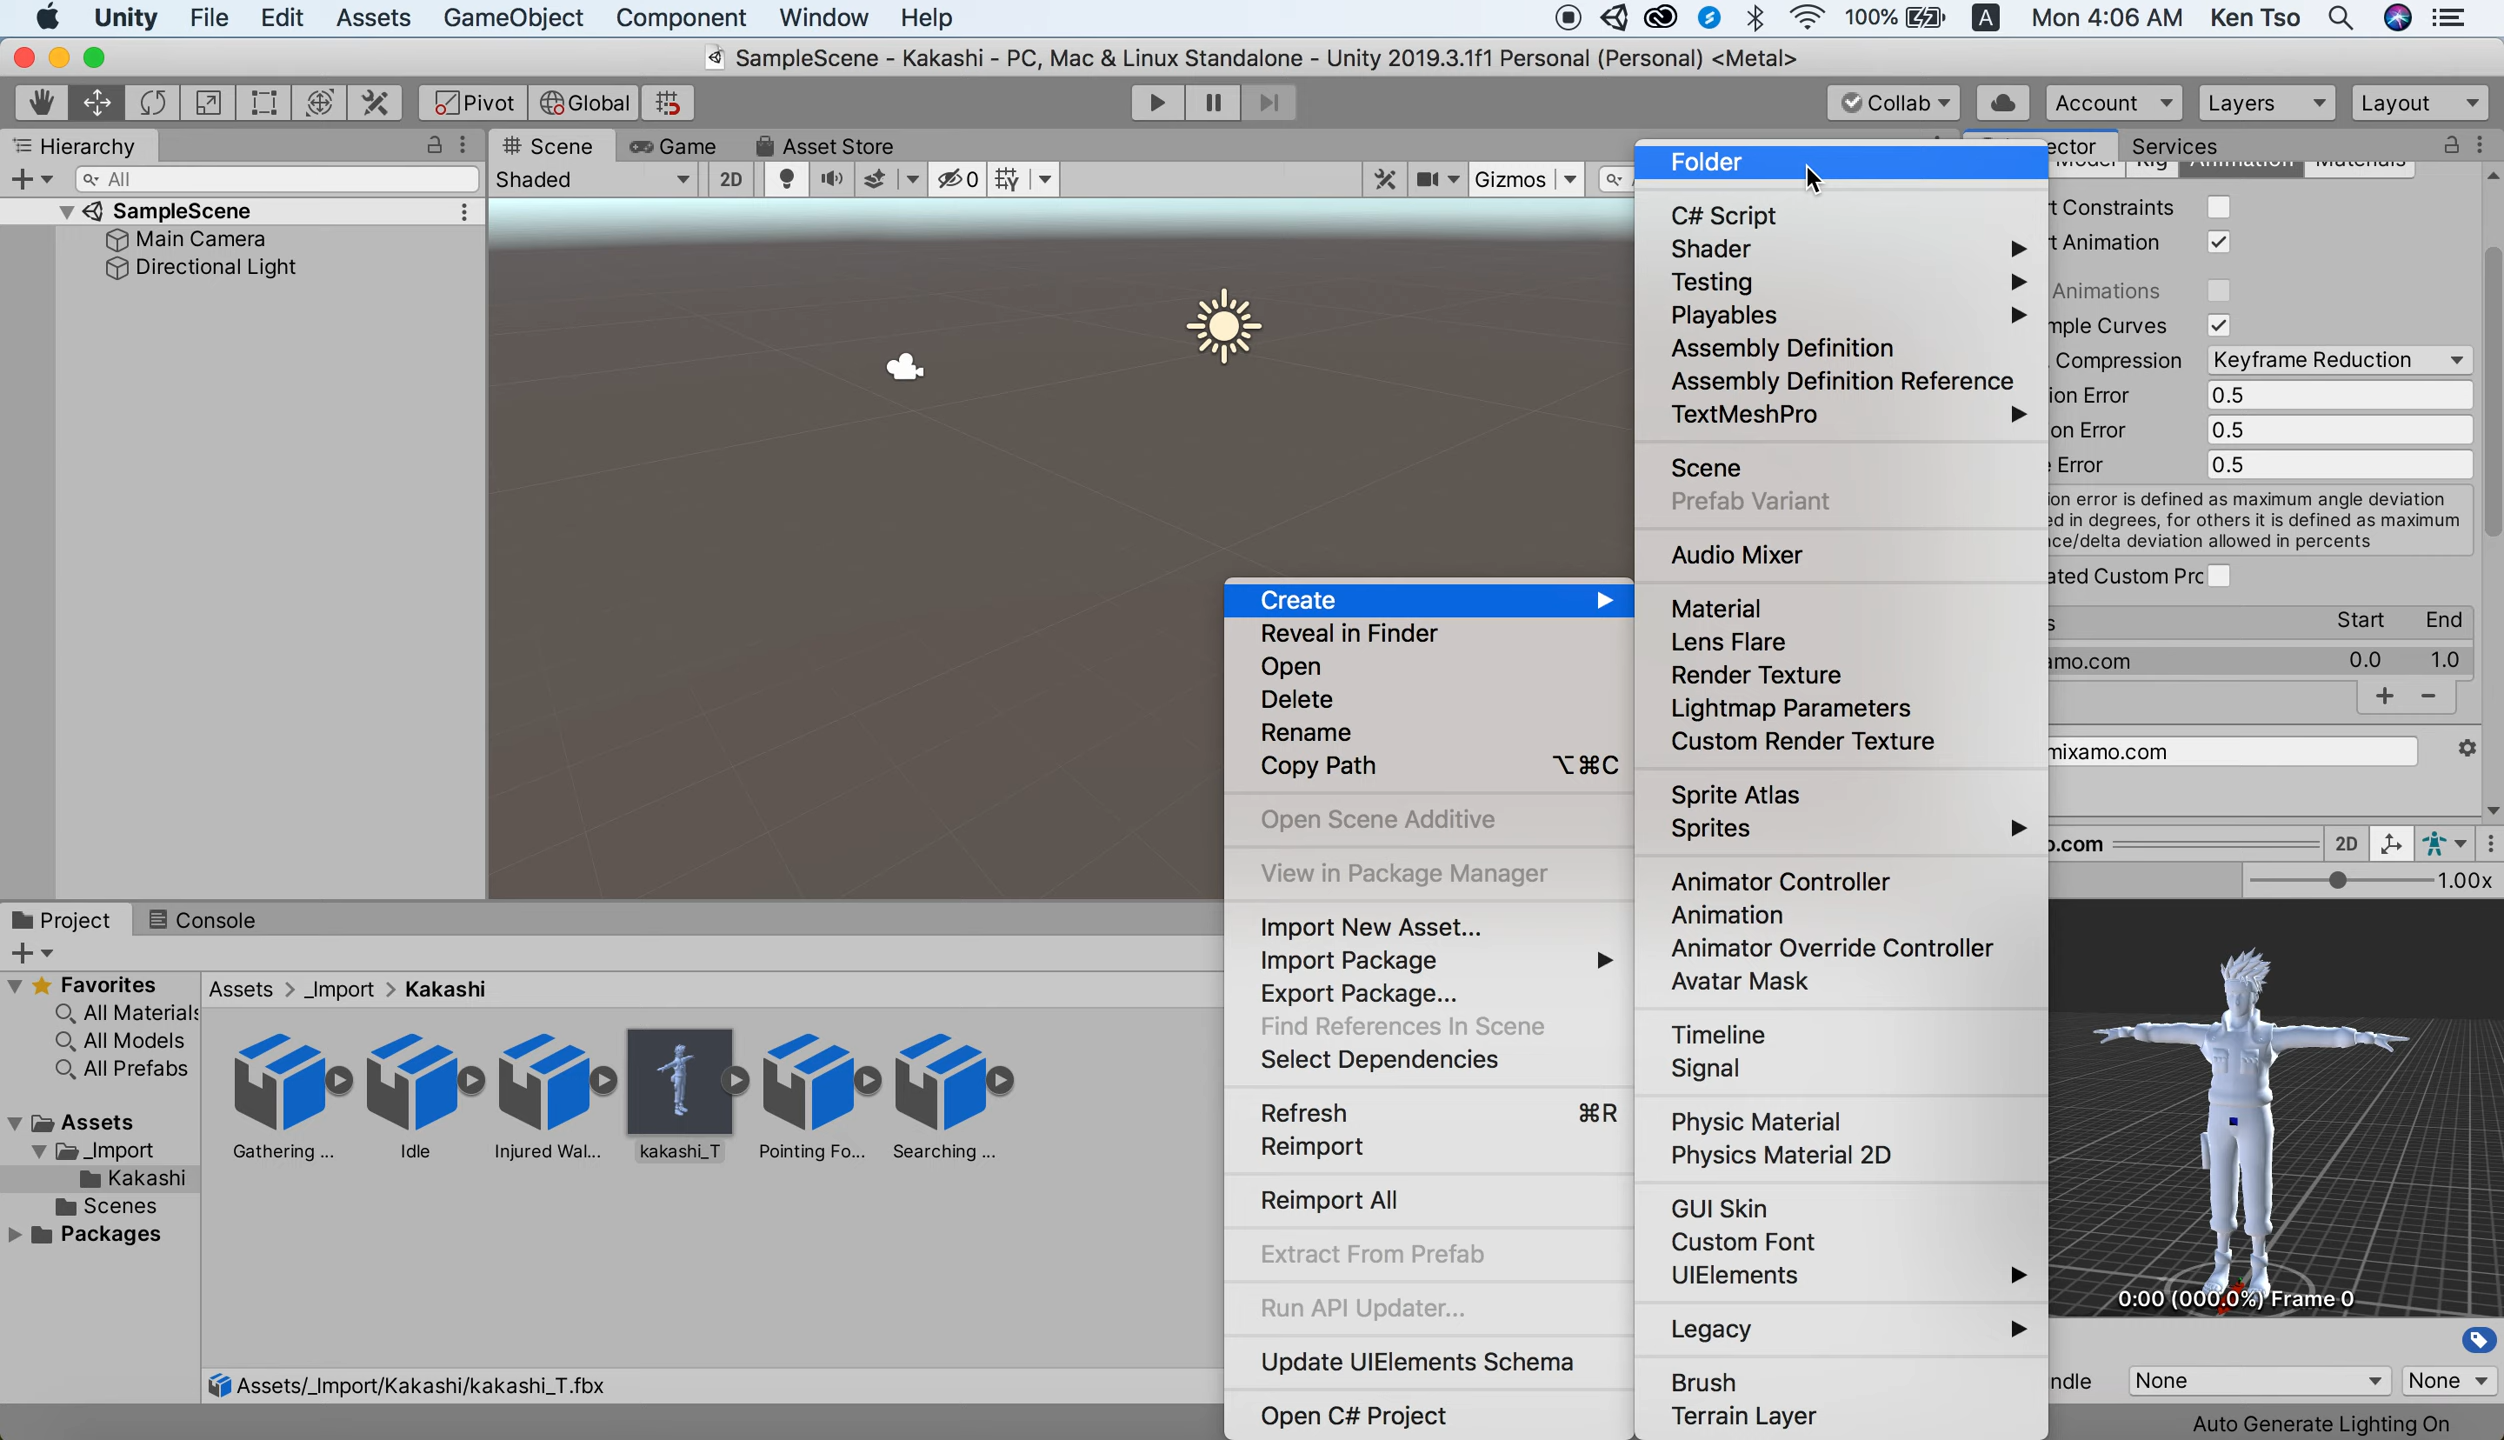 Unity File Edit Assets GameObject Component Window Help 100% A Mon 4:06 AM Ken Tso
SampleScene - Kakashi - PC, Mac & Linux Standalone - Unity 2019.3.1f1 Personal (Personal) <Metal>
Pivot Global Collab Account Layers Layout
Hierarchy
All
SampleScene
Main Camera
Directional Light
Scene Game Asset Store
Shaded 2D 0 Gizmos
Create
Reveal in Finder
Open
Delete
Rename
Copy Path ⌥⌘C
Open Scene Additive
View in Package Manager
Import New Asset...
Import Package
Export Package...
Find References In Scene
Select Dependencies
Refresh ⌘R
Reimport
Reimport All
Extract From Prefab
Run API Updater...
Update UIElements Schema
Open C# Project
Folder
C# Script
Shader
Testing
Playables
Assembly Definition
Assembly Definition Reference
TextMeshPro
Scene
Prefab Variant
Audio Mixer
Material
Lens Flare
Render Texture
Lightmap Parameters
Custom Render Texture
Sprite Atlas
Sprites
Animator Controller
Animation
Animator Override Controller
Avatar Mask
Timeline
Signal
Physic Material
Physics Material 2D
GUI Skin
Custom Font
UIElements
Legacy
Brush
Terrain Layer
ector Services
t Constraints
t Animation
Animations
mple Curves
. Compression Keyframe Reduction
ion Error 0.5
on Error 0.5
e Error 0.5
ion error is defined as maximum angle deviation
ed in degrees, for others it is defined as maximum
nce/delta deviation allowed in percents
ated Custom Prc
s Start End
amo.com 0.0 1.0
mixamo.com
o.com 2D
1.00x
0:00 (000.0%) Frame 0
ndle None None
Auto Generate Lighting On
Project Console
Favorites
All Materials
All Models
All Prefabs
Assets
_Import
Kakashi
Scenes
Packages
Assets > _Import > Kakashi
Gathering ... Idle Injured Wal... kakashi_T Pointing Fo... Searching ...
Assets/_Import/Kakashi/kakashi_T.fbx